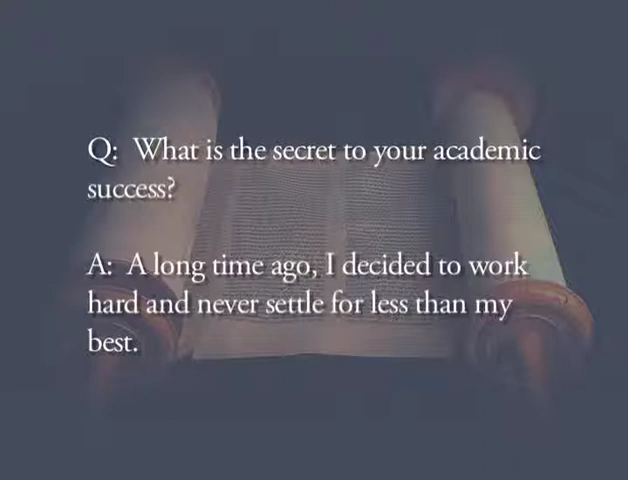 Q: What is the secret to your academic
success?
A: A long time ago, I decided to work
hard and never settle for less than my
best.